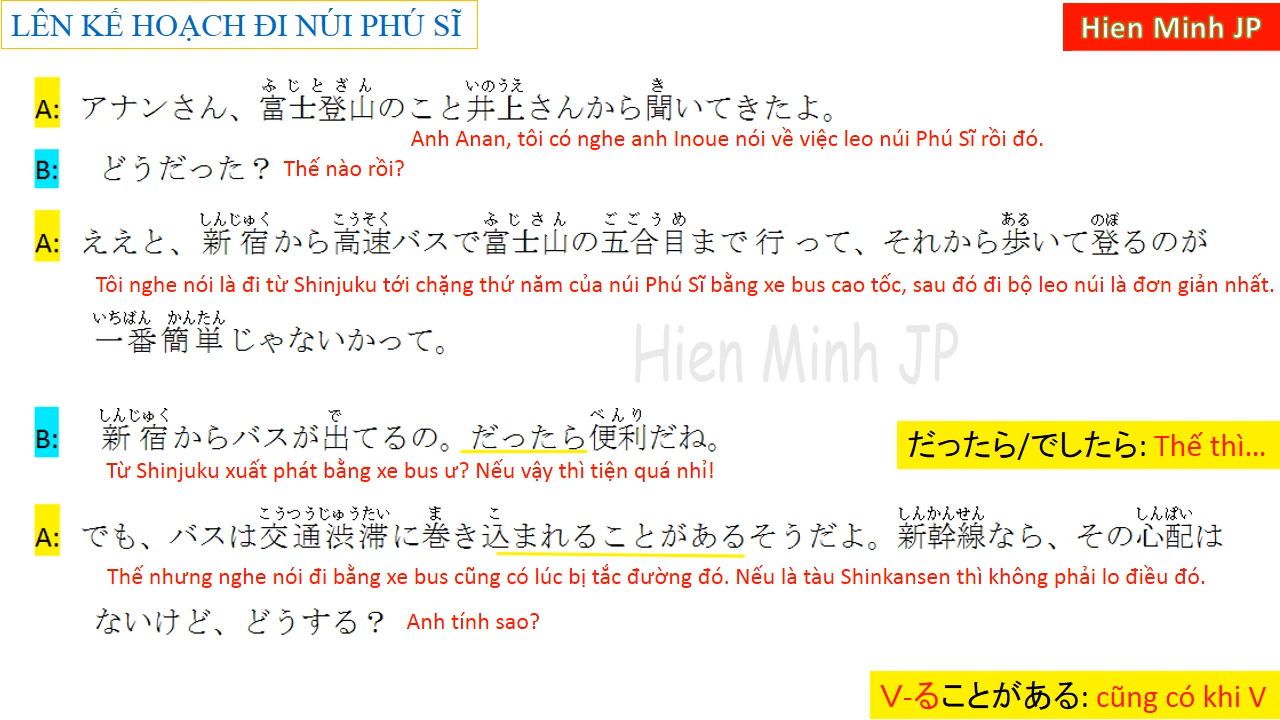 LÊN KẾ HOẠCH ĐI NÚI PHÚ SĨ
Hien Minh JP
ふじとざん いのうえ き
A: アナンさん、富士登山のこと井上さんから聞いてきたよ。
Anh Anan, tôi có nghe anh Inoue nói về việc leo núi Phú Sĩ rồi đó.
B: どうだった？ Thế nào rồi?
しんじゅく こうそく ふじさん ごごうめ ある のぼ
A: ええと、新宿から高速バスで富士山の五合目まで行って、それから歩いて登るのが
Tôi nghe nói là đi từ Shinjuku tới chặng thứ năm của núi Phú Sĩ bằng xe bus cao tốc, sau đó đi bộ leo núi là đơn giản nhất.
いちばん かんたん
一番簡単じゃないかって。
Hien Minh JP
しんじゅく で べんり
B: 新宿からバスが出てるの。だったら便利だね。
だったら/でしたら: Thế thì...
Từ Shinjuku xuất phát bằng xe bus ư? Nếu vậy thì tiện quá nhỉ!
こうつうじゅうたい ま こ しんかんせん しんぱい
A: でも、バスは交通渋滞に巻き込まれることがあるそうだよ。新幹線なら、その心配は
Thế nhưng nghe nói đi bằng xe bus cũng có lúc bị tắc đường đó. Nếu là tàu Shinkansen thì không phải lo điều đó.
ないけど、どうする？ Anh tính sao?
V-ることがある: cũng có khi V